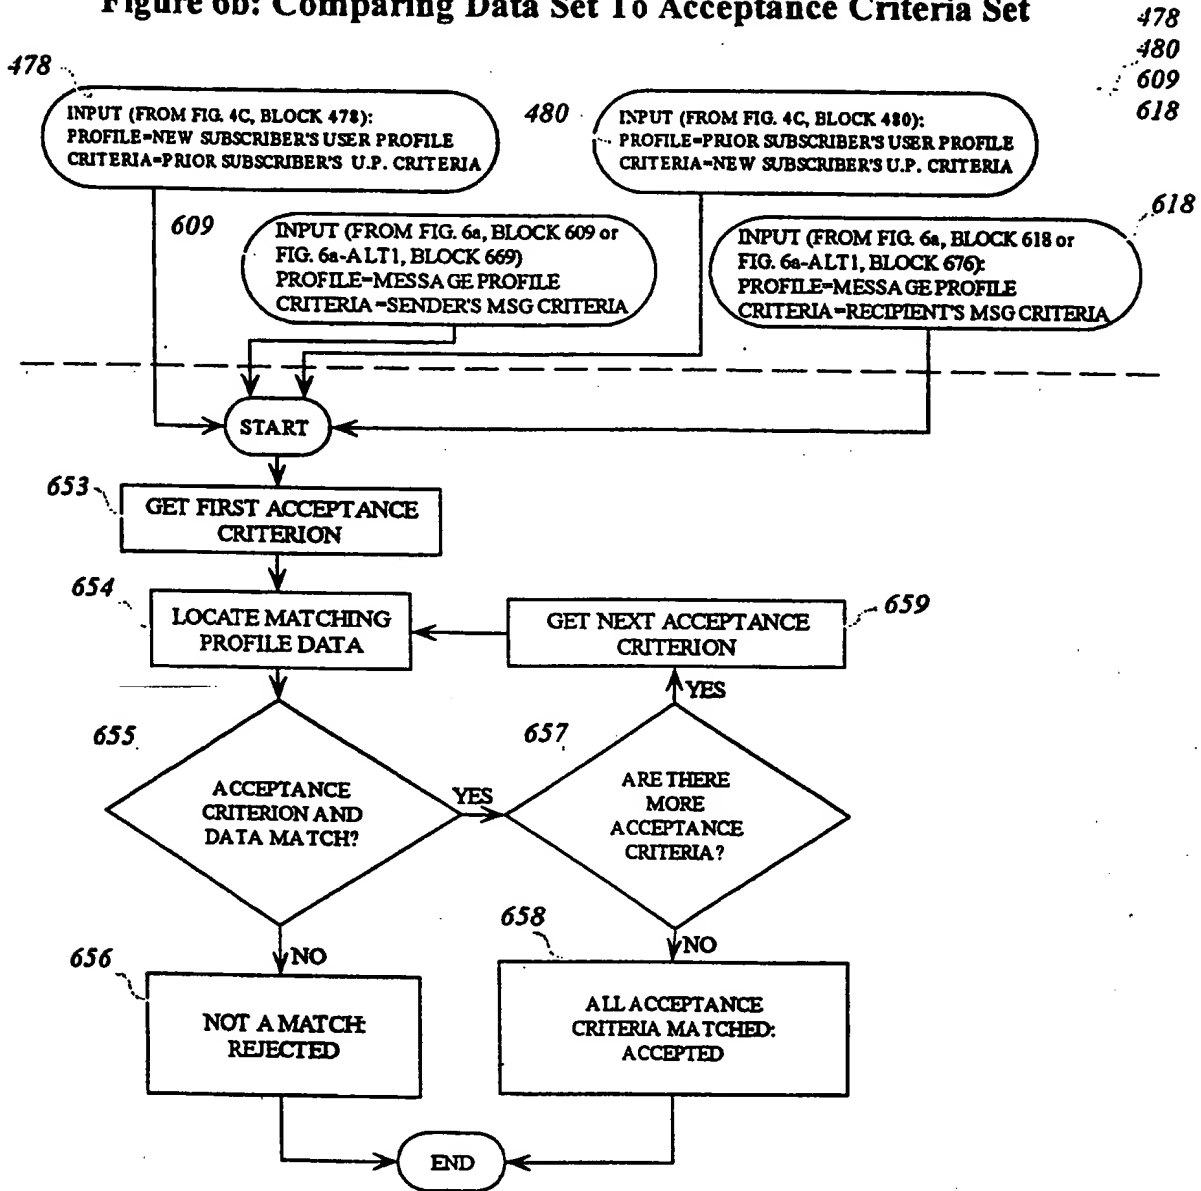 Figure 6b: Comparing Data Set To Acceptance Criteria Set
478
480
609
618
478
INPUT (FROM FIG. 4C, BLOCK 478):
PROFILE=NEW SUBSCRIBER'S USER PROFILE
CRITERIA=PRIOR SUBSCRIBER'S U.P. CRITERIA
480
INPUT (FROM FIG. 4C, BLOCK 480):
PROFILE=PRIOR SUBSCRIBER'S USER PROFILE
CRITERIA=NEW SUBSCRIBER'S U.P. CRITERIA
609
INPUT (FROM FIG. 6a, BLOCK 609 or
FIG. 6a-ALT1, BLOCK 669)
PROFILE=MESSAGE PROFILE
CRITERIA=SENDER'S MSG CRITERIA
618
INPUT (FROM FIG. 6a, BLOCK 618 or
FIG. 6a-ALT1, BLOCK 676):
PROFILE=MESSAGE PROFILE
CRITERIA=RECIPIENT'S MSG CRITERIA
START
653
GET FIRST ACCEPTANCE
CRITERION
654
LOCATE MATCHING
PROFILE DATA
GET NEXT ACCEPTANCE
CRITERION
659
YES
655
ACCEPTANCE
CRITERION AND
DATA MATCH?
YES
657
ARE THERE
MORE
ACCEPTANCE
CRITERIA?
NO
NO
656
NOT A MATCH:
REJECTED
658
ALL ACCEPTANCE
CRITERIA MATCHED:
ACCEPTED
END